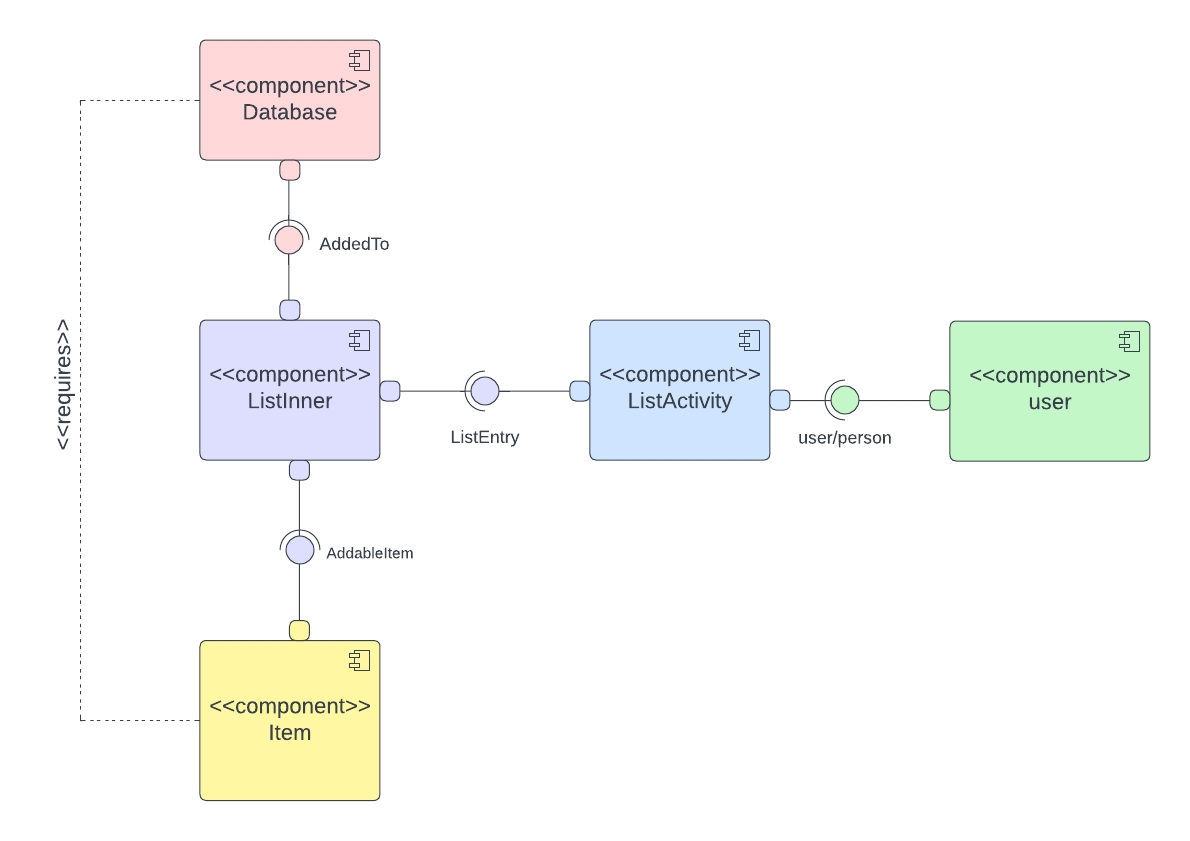 <<component>>
Database
AddedTo
<<requires>>
<<component>>
ListInner
ListEntry
<<component>>
ListActivity
user/person
<<component>>
user
AddableItem
<<component>>
Item